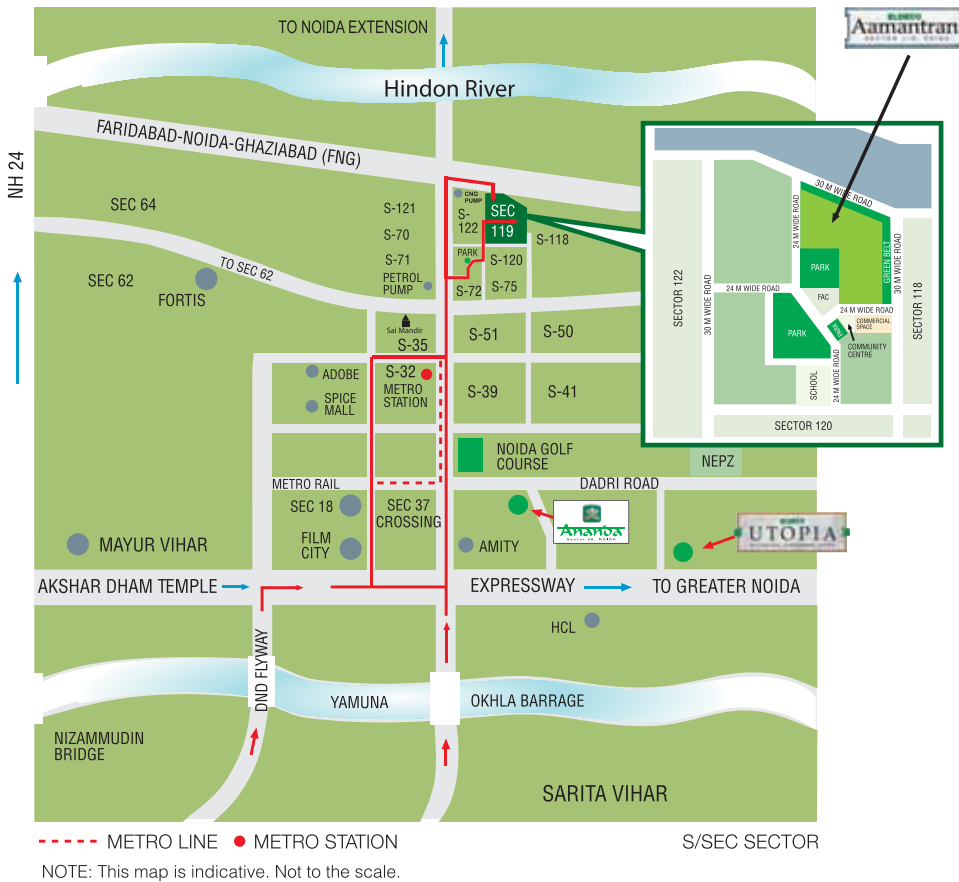 TO NOIDA EXTENSION
ELDECO
Aamantran
Hindon River
FARIDABAD-NOIDA-GHAZIABAD (FNG)
NH 24
SEC 64
S-121
S-70
S-71
PETROL
PUMP
CNG
PUMP
S-
122
SEC
119
PARK
S-118
S-120
S-72
S-75
TO SEC 62
SEC 62
FORTIS
Sai Mandir
S-35
S-51
S-50
ADOBE
SPICE
MALL
S-32
METRO
STATION
S-39
S-41
30 M WIDE ROAD
24 M WIDE ROAD
GREEN BELT
30 M WIDE ROAD
SECTOR 122
30 M WIDE ROAD
PARK
24 M WIDE ROAD
FAC
24 M WIDE ROAD
COMMERCIAL
SPACE
PARK
PARK
COMMUNITY
CENTRE
SECTOR 118
SCHOOL
24 M WIDE ROAD
SECTOR 120
NOIDA GOLF
COURSE
NEPZ
METRO RAIL
DADRI ROAD
SEC 18
SEC 37
CROSSING
FILM
CITY
AMITY
Ananda
UTOPIA
MAYUR VIHAR
AKSHAR DHAM TEMPLE
EXPRESSWAY
TO GREATER NOIDA
HCL
DND FLYWAY
YAMUNA
OKHLA BARRAGE
NIZAMMUDIN
BRIDGE
SARITA VIHAR
METRO LINE
METRO STATION
S/SEC SECTOR
NOTE: This map is indicative. Not to the scale.